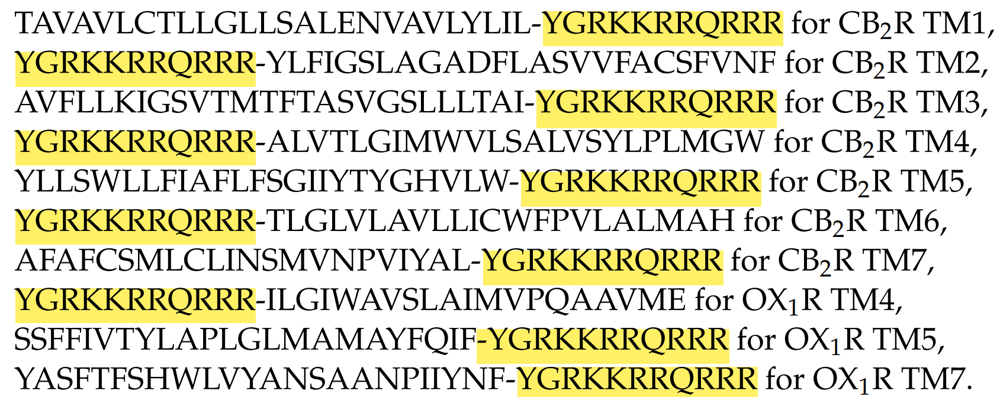 TAVAVLCTLLGLLSALENVAVLYLIL-YGRKKRRQRRR for CB₂R TM1,
YGRKKRRQRRR-YLFIGSLAGADFLASVVFACSFVNF for CB₂R TM2,
AVFLLKIGSVTMTFTASVGSLLLTAI-YGRKKRRQRRR for CB₂R TM3,
YGRKKRRQRRR-ALVTLGIMWVLSALVSYLPLMGW for CB₂R TM4,
YLLSWLLFIAFLFSGIIYTYGHVLW-YGRKKRRQRRR for CB₂R TM5,
YGRKKRRQRRR-TLGLVLAVLLICWFPVLALMAH for CB₂R TM6,
AFAFCSMLCLINSMVNPVIYAL-YGRKKRRQRRR for CB₂R TM7,
YGRKKRRQRRR-ILGIWAVSLAIMVPQAAVME for OX₁R TM4,
SSFFIVTYLAPLGLMAMAYFQIF-YGRKKRRQRRR for OX₁R TM5,
YASFTFSHWLVYANSAANPIIYNF-YGRKKRRQRRR for OX₁R TM7.